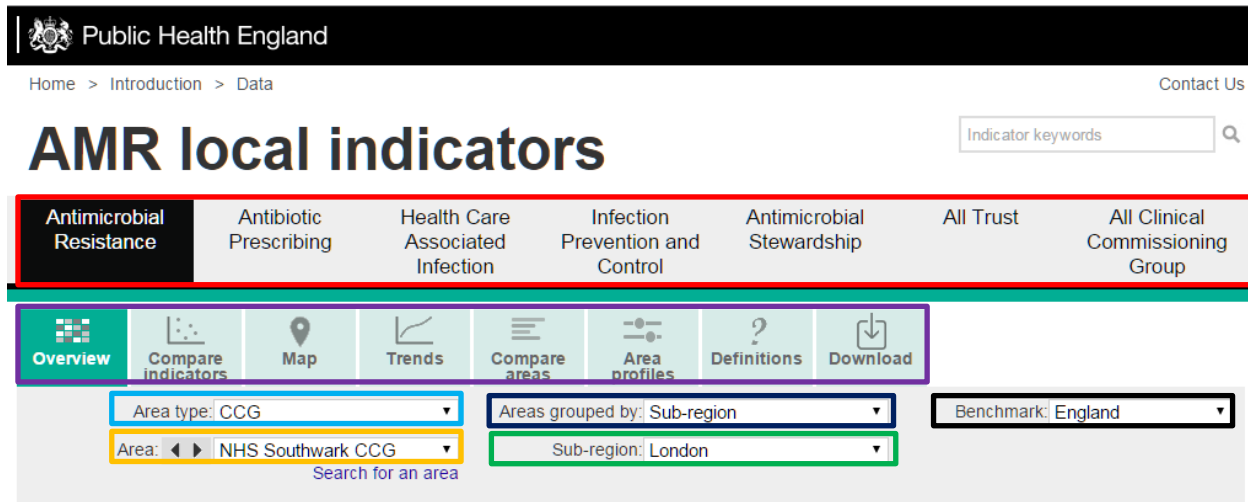 Public Health England
Home > Introduction > Data
Contact Us
AMR local indicators
Indicator keywords
Antimicrobial
Resistance
Antibiotic
Prescribing
Health Care
Associated
Infection
Infection
Prevention and
Control
Antimicrobial
Stewardship
All Trust
All Clinical
Commissioning
Group
Overview
Compare
indicators
Map
Trends
Compare
areas
Area
profiles
?
Definitions
Download
Area type: CCG
Areas grouped by: Sub-region
Benchmark: England
Area: NHS Southwark CCG
Sub-region: London
Search for an area